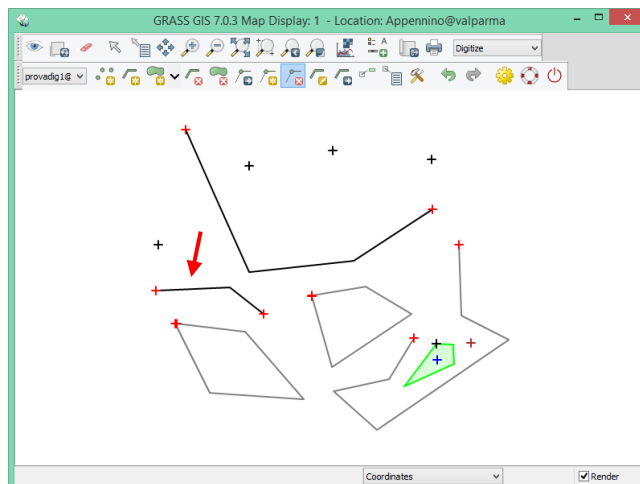 GRASS GIS 7.0.3 Map Display: 1 - Location: Appennino@valparma
Digitize
provadig1@
Coordinates
Render